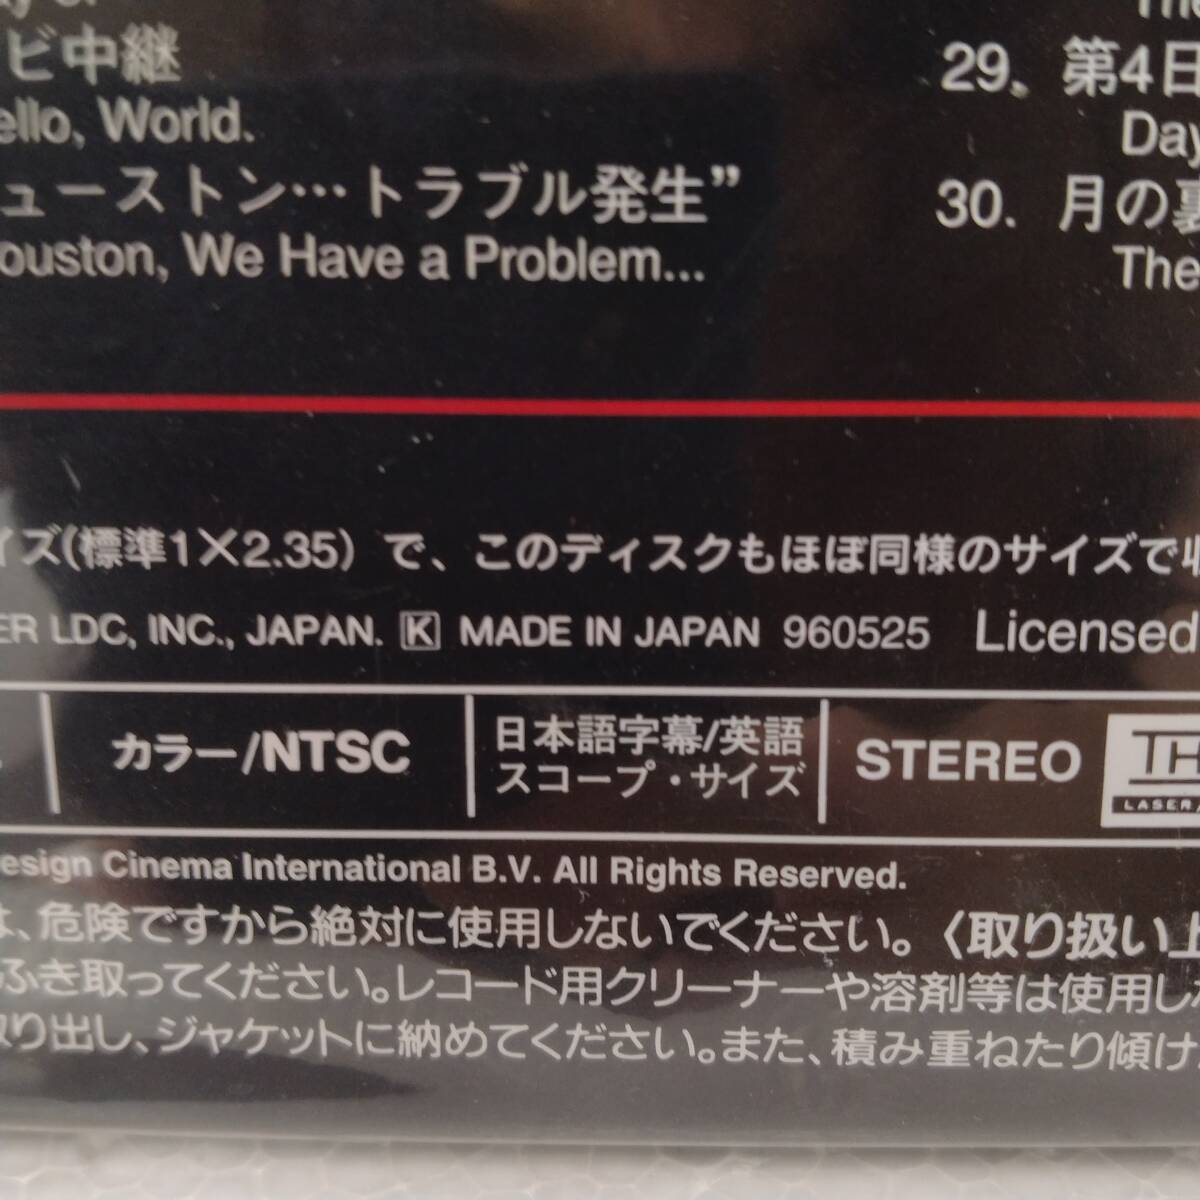 ビ中継
ello, World.
ューストン…トラブル発生”
ouston, We Have a Problem...
29. 第4日
Day
30. 月の裏
The
イズ(標準1×2.35)で、このディスクもほぼ同様のサイズで収
ER LDC, INC., JAPAN. K MADE IN JAPAN 960525 Licensed
カラー/NTSC
日本語字幕/英語
スコープ・サイズ
STEREO
TH
LASER
esign Cinema International B.V. All Rights Reserved.
は、危険ですから絶対に使用しないでください。〈取り扱い上
ふき取ってください。レコード用クリーナーや溶剤等は使用しな
取り出し、ジャケットに納めてください。また、積み重ねたり傾け